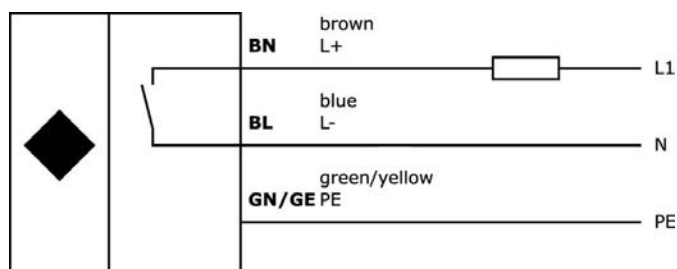 brown
BN L+
L1
blue
BL L-
N
green/yellow
GN/GE PE
PE